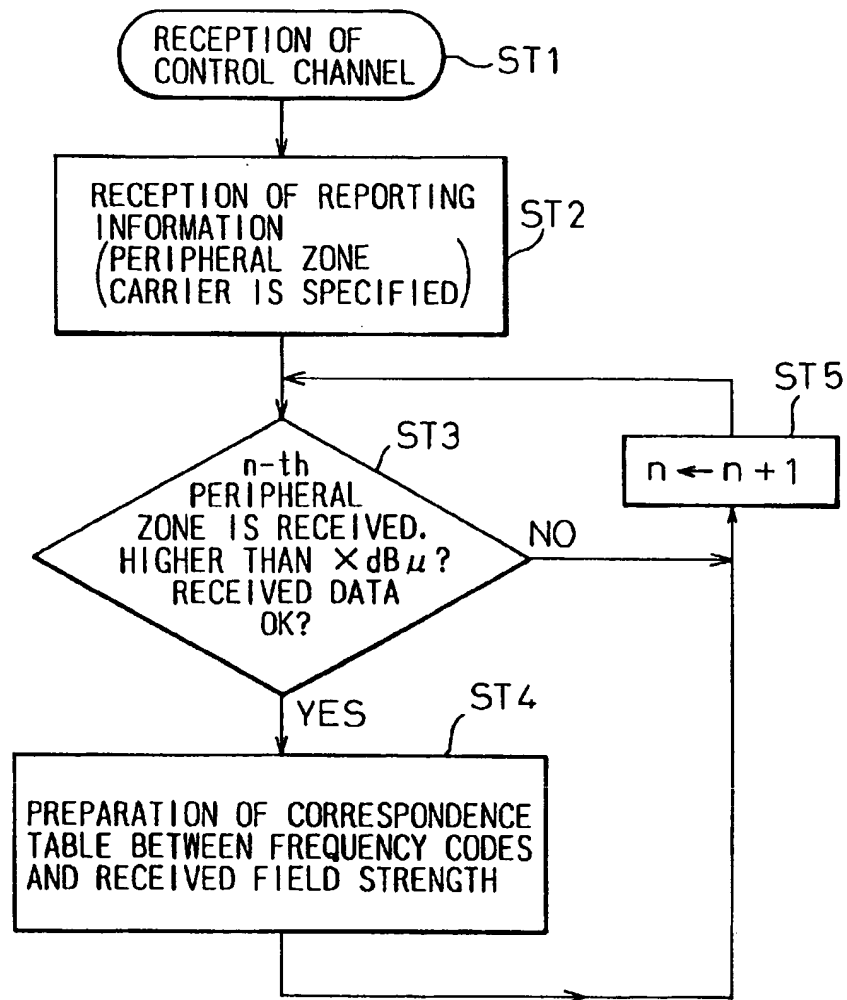 RECEPTION OF
CONTROL CHANNEL
ST1
RECEPTION OF REPORTING
INFORMATION
(PERIPHERAL ZONE
CARRIER IS SPECIFIED)
ST2
ST3
n-th
PERIPHERAL
ZONE IS RECEIVED.
HIGHER THAN ×dBμ?
RECEIVED DATA
OK?
NO
ST5
n ← n + 1
YES
ST4
PREPARATION OF CORRESPONDENCE
TABLE BETWEEN FREQUENCY CODES
AND RECEIVED FIELD STRENGTH